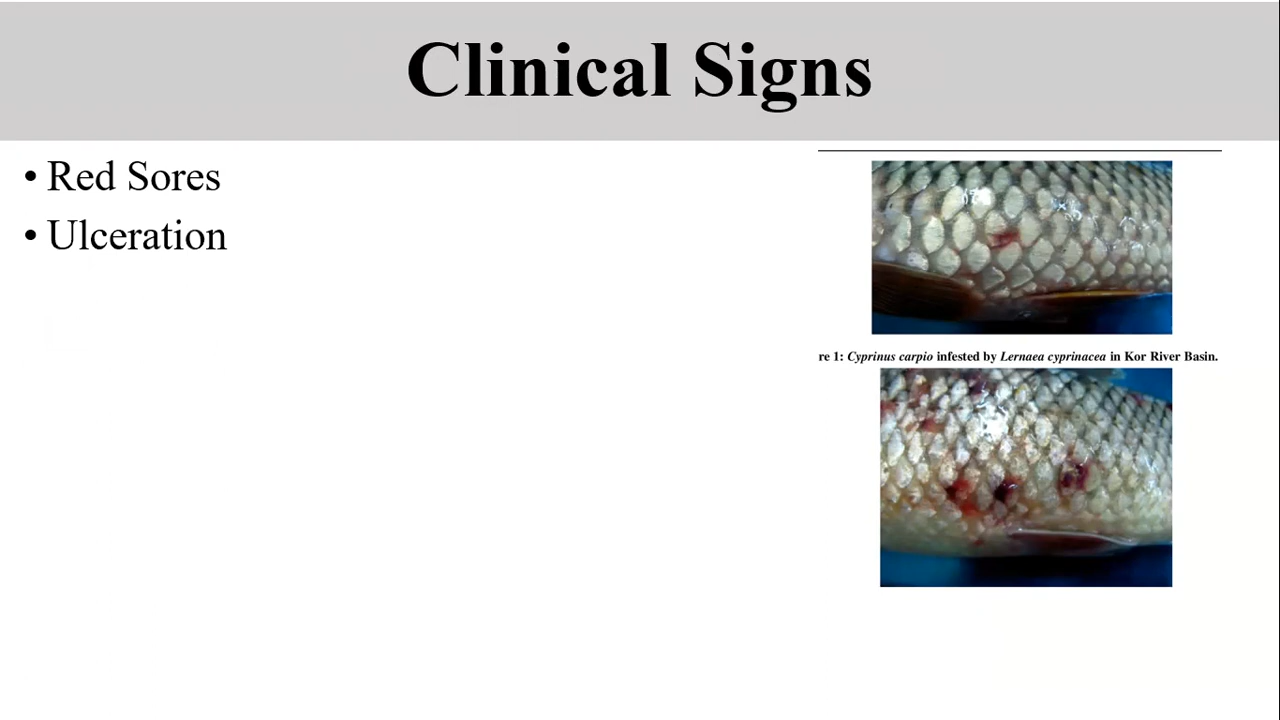 Clinical Signs
• Red Sores
• Ulceration
re 1: Cyprinus carpio infested by Lernaea cyprinacea in Kor River Basin.